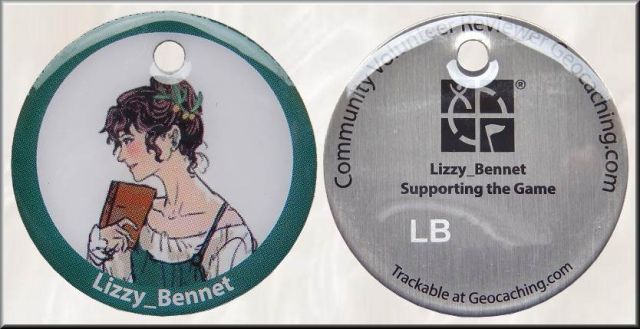 Lizzy_Bennet
Community Volunteer Reviewer Geocaching.com
®
Lizzy_Bennet
Supporting the Game
LB
Trackable at Geocaching.com